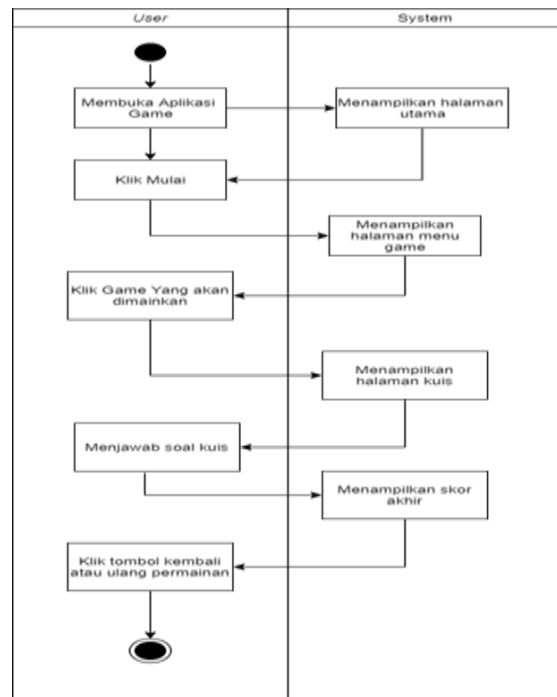 User
System
Membuka Aplikasi
Game
Menampilkan halaman
utama
Klik Mulai
Menampilkan
halaman menu
game
Klik Game Yang akan
dimainkan
Menampilkan
halaman kuis
Menjawab soal kuis
Menampilkan skor
akhir
Klik tombol kembali
atau ulang permainan